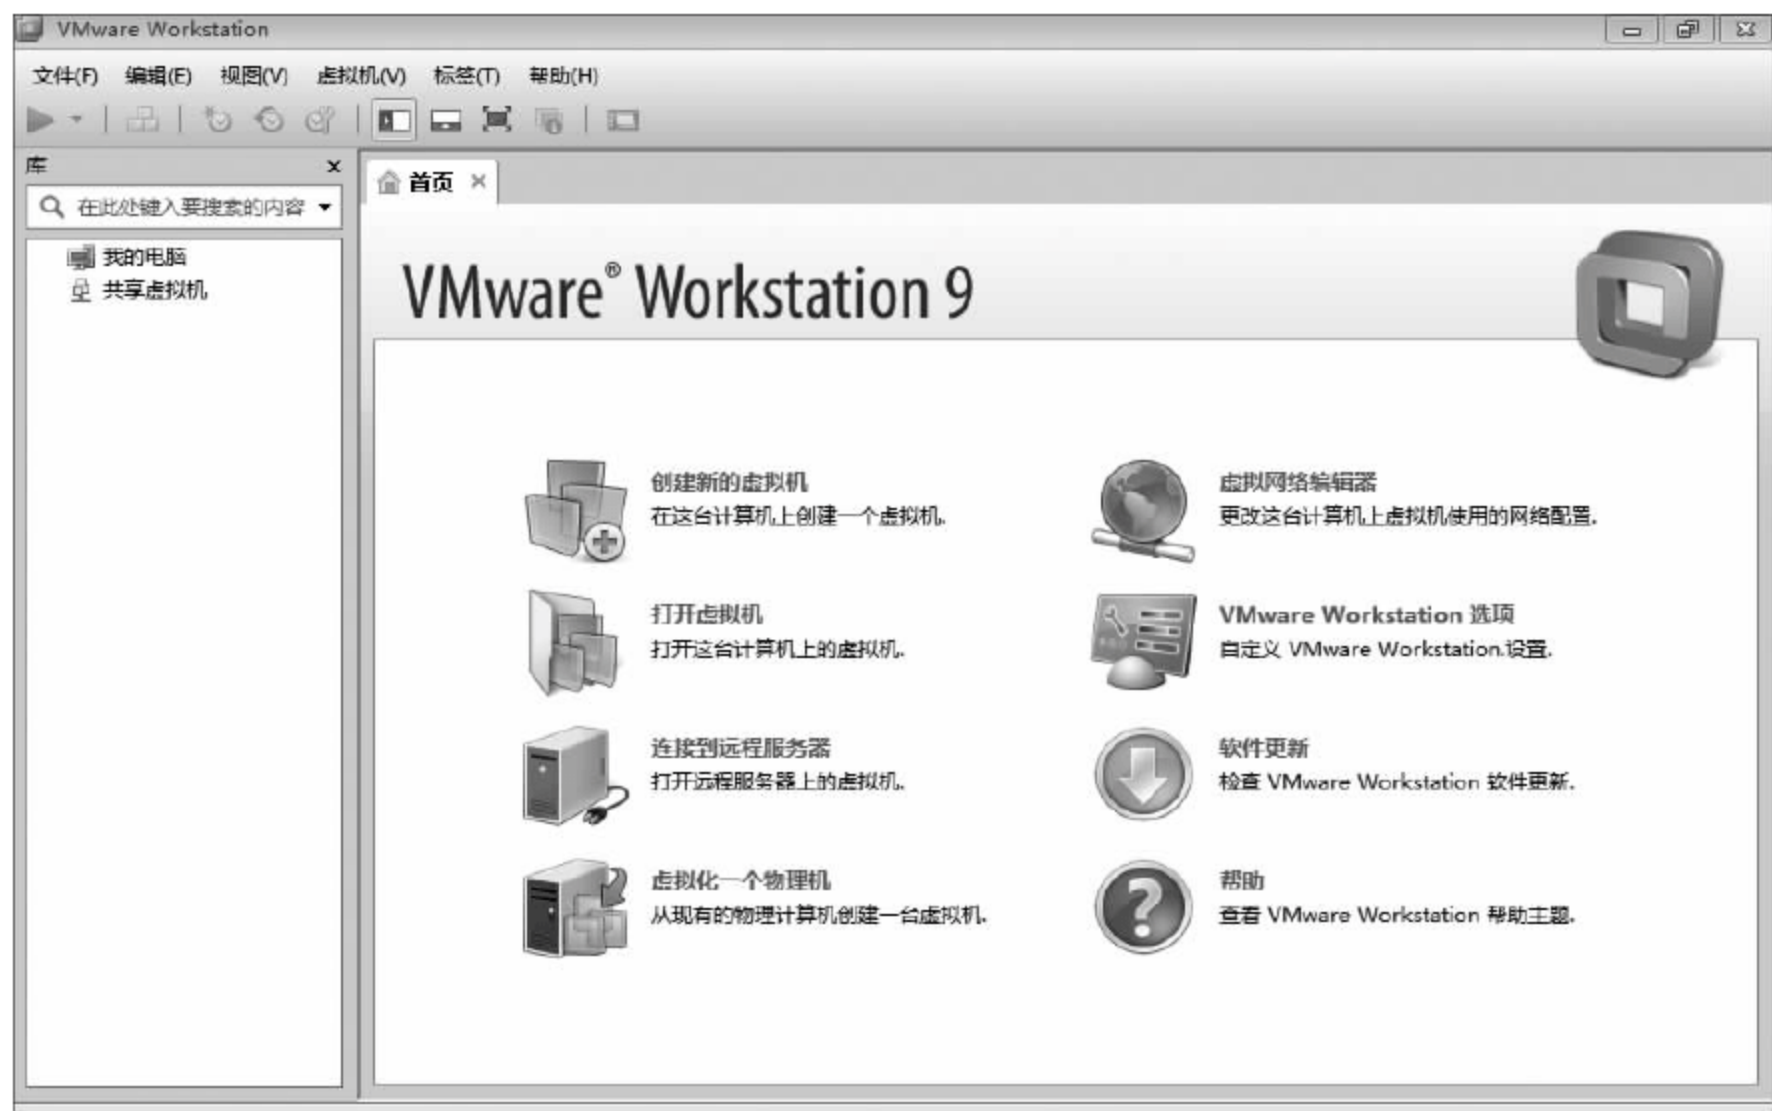 VMware Workstation
文件(F) 编辑(E) 视图(V) 虚拟机(V) 标签(T) 帮助(H)
库
在此处键入要搜索的内容
我的电脑
共享虚拟机
首页
VMware® Workstation 9
创建新的虚拟机
在这台计算机上创建一个虚拟机.
打开虚拟机
打开这台计算机上的虚拟机.
连接到远程服务器
打开远程服务器上的虚拟机.
虚拟化一个物理机
从现有的物理计算机创建一台虚拟机.
虚拟网络编辑器
更改这台计算机上虚拟机使用的网络配置.
VMware Workstation 选项
自定义 VMware Workstation.设置.
软件更新
检查 VMware Workstation 软件更新.
帮助
查看 VMware Workstation 帮助主题.